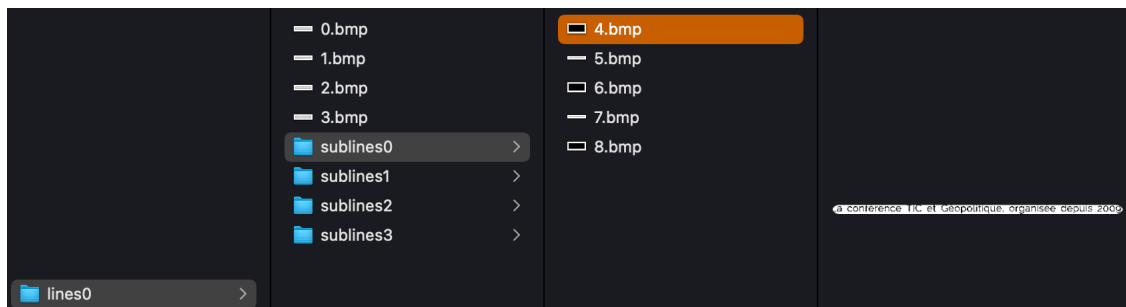 lines0
0.bmp
1.bmp
2.bmp
3.bmp
sublines0
sublines1
sublines2
sublines3
4.bmp
5.bmp
6.bmp
7.bmp
8.bmp
a conférence TIC et Géopolitique, organisée depuis 2009